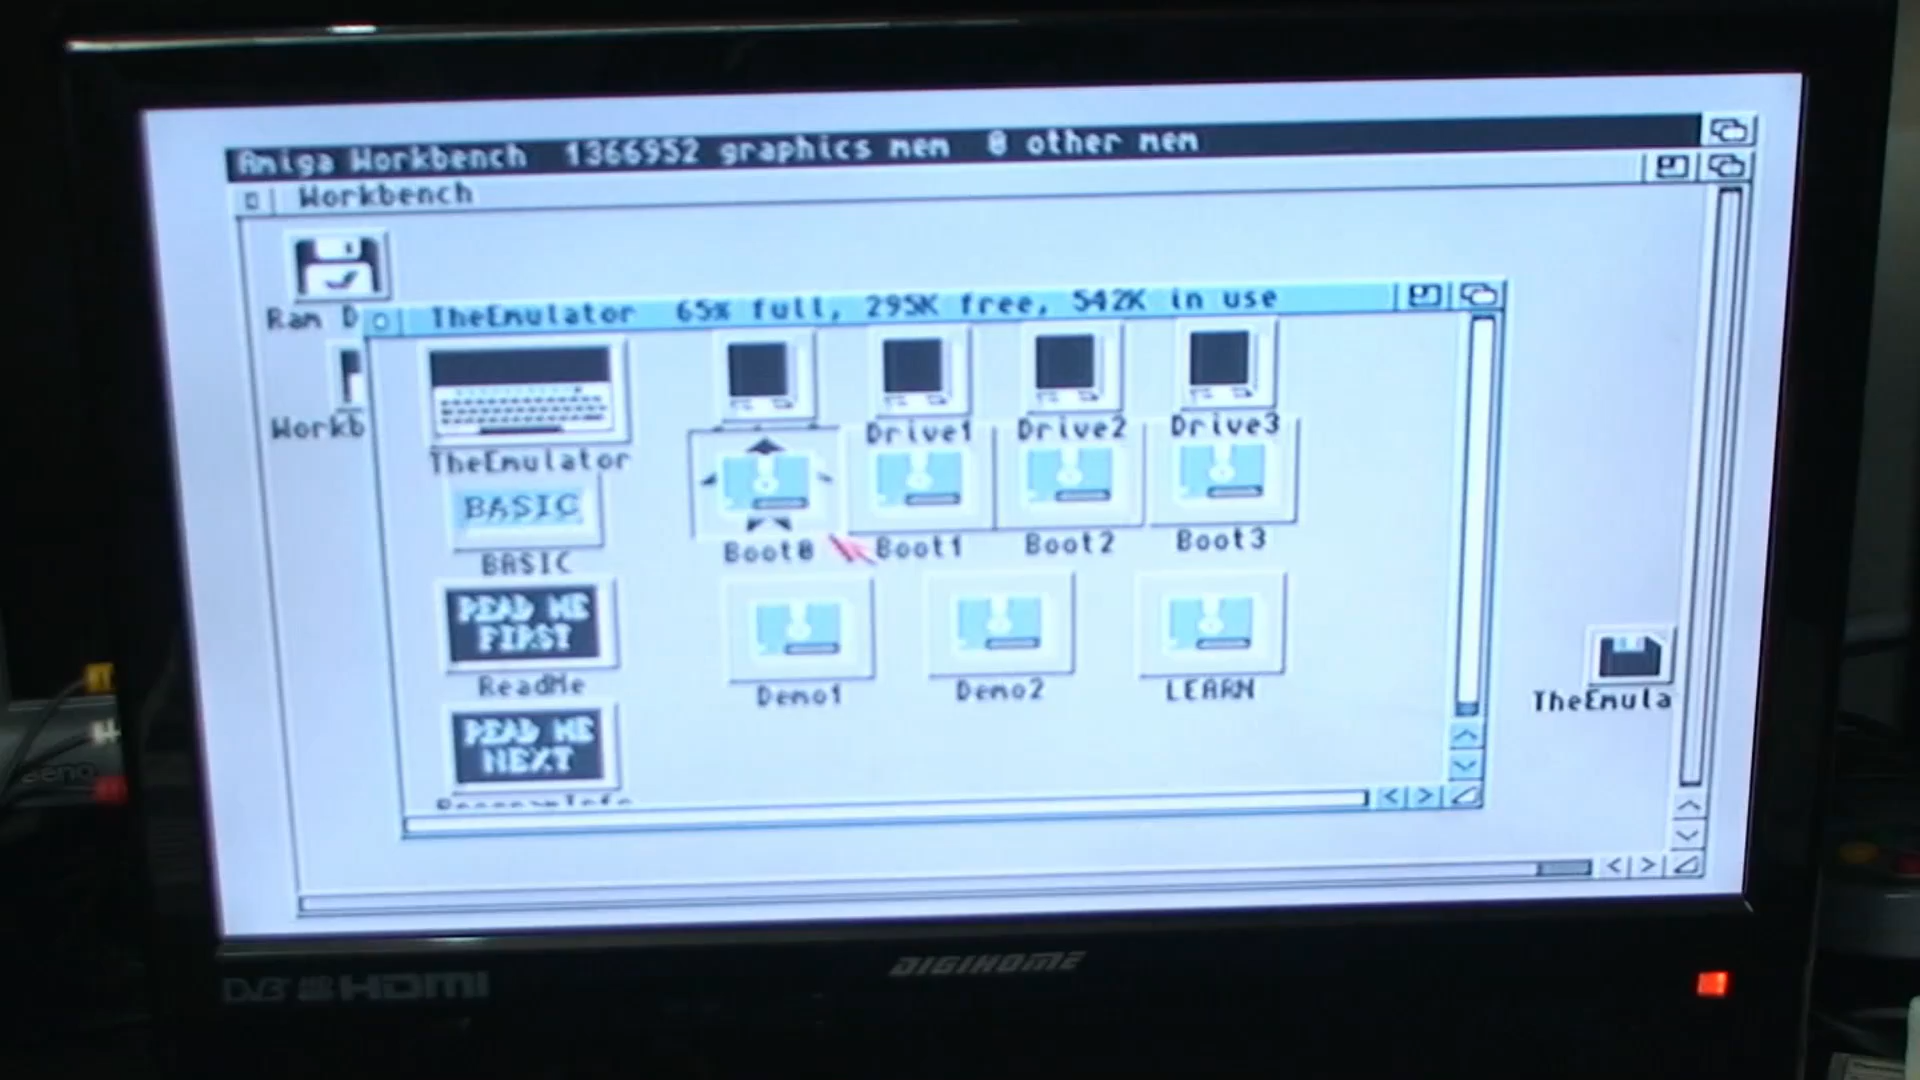 Amiga Workbench 1366952 graphics mem 0 other mem
Workbench
Ram D
TheEmulator 65% full, 295K free, 542K in use
Workb
TheEmulator
Drive1 Drive2 Drive3
BASIC
BASIC
Boot0 Boot1 Boot2 Boot3
READ ME
FIRST
ReadMe
Demo1 Demo2 LEARN
TheEmula
READ ME
NEXT
DIGIHOME
DVB HDMI